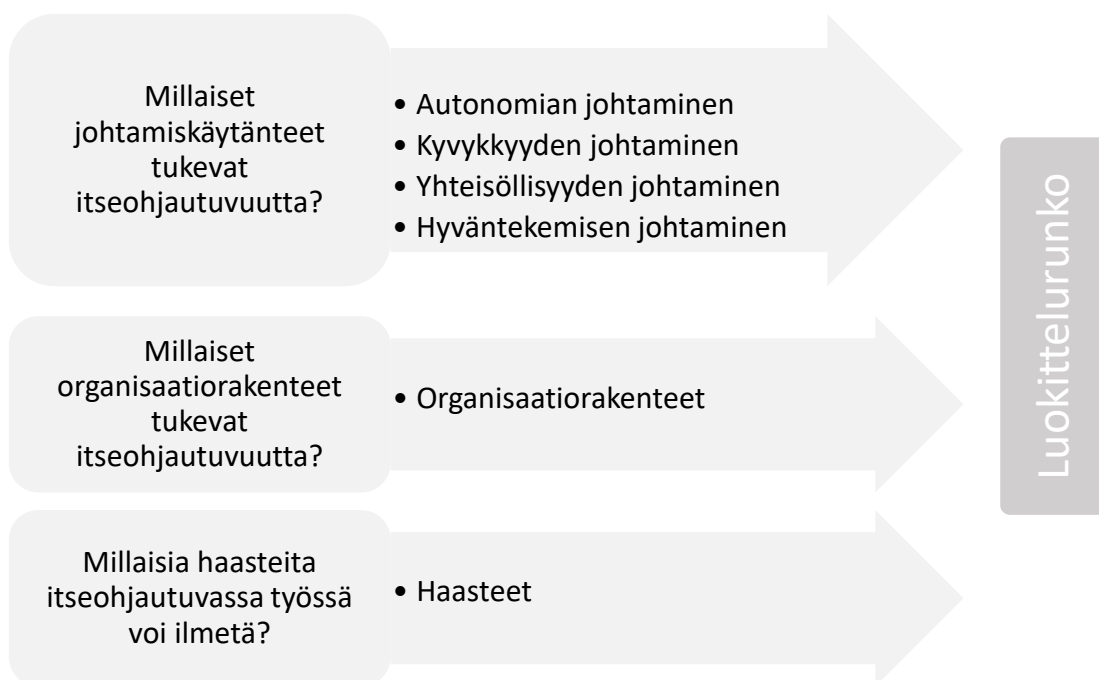 Millaiset
johtamiskäytänteet
tukevat
itseohjautuvuutta?
• Autonomian johtaminen
• Kyvykkyyden johtaminen
• Yhteisöllisyyden johtaminen
• Hyväntekemisen johtaminen
Millaiset
organisaatiorakenteet
tukevat
itseohjautuvuutta?
• Organisaatiorakenteet
Millaisia haasteita
itseohjautuvassa työssä
voi ilmetä?
• Haasteet
Luokittelurunko